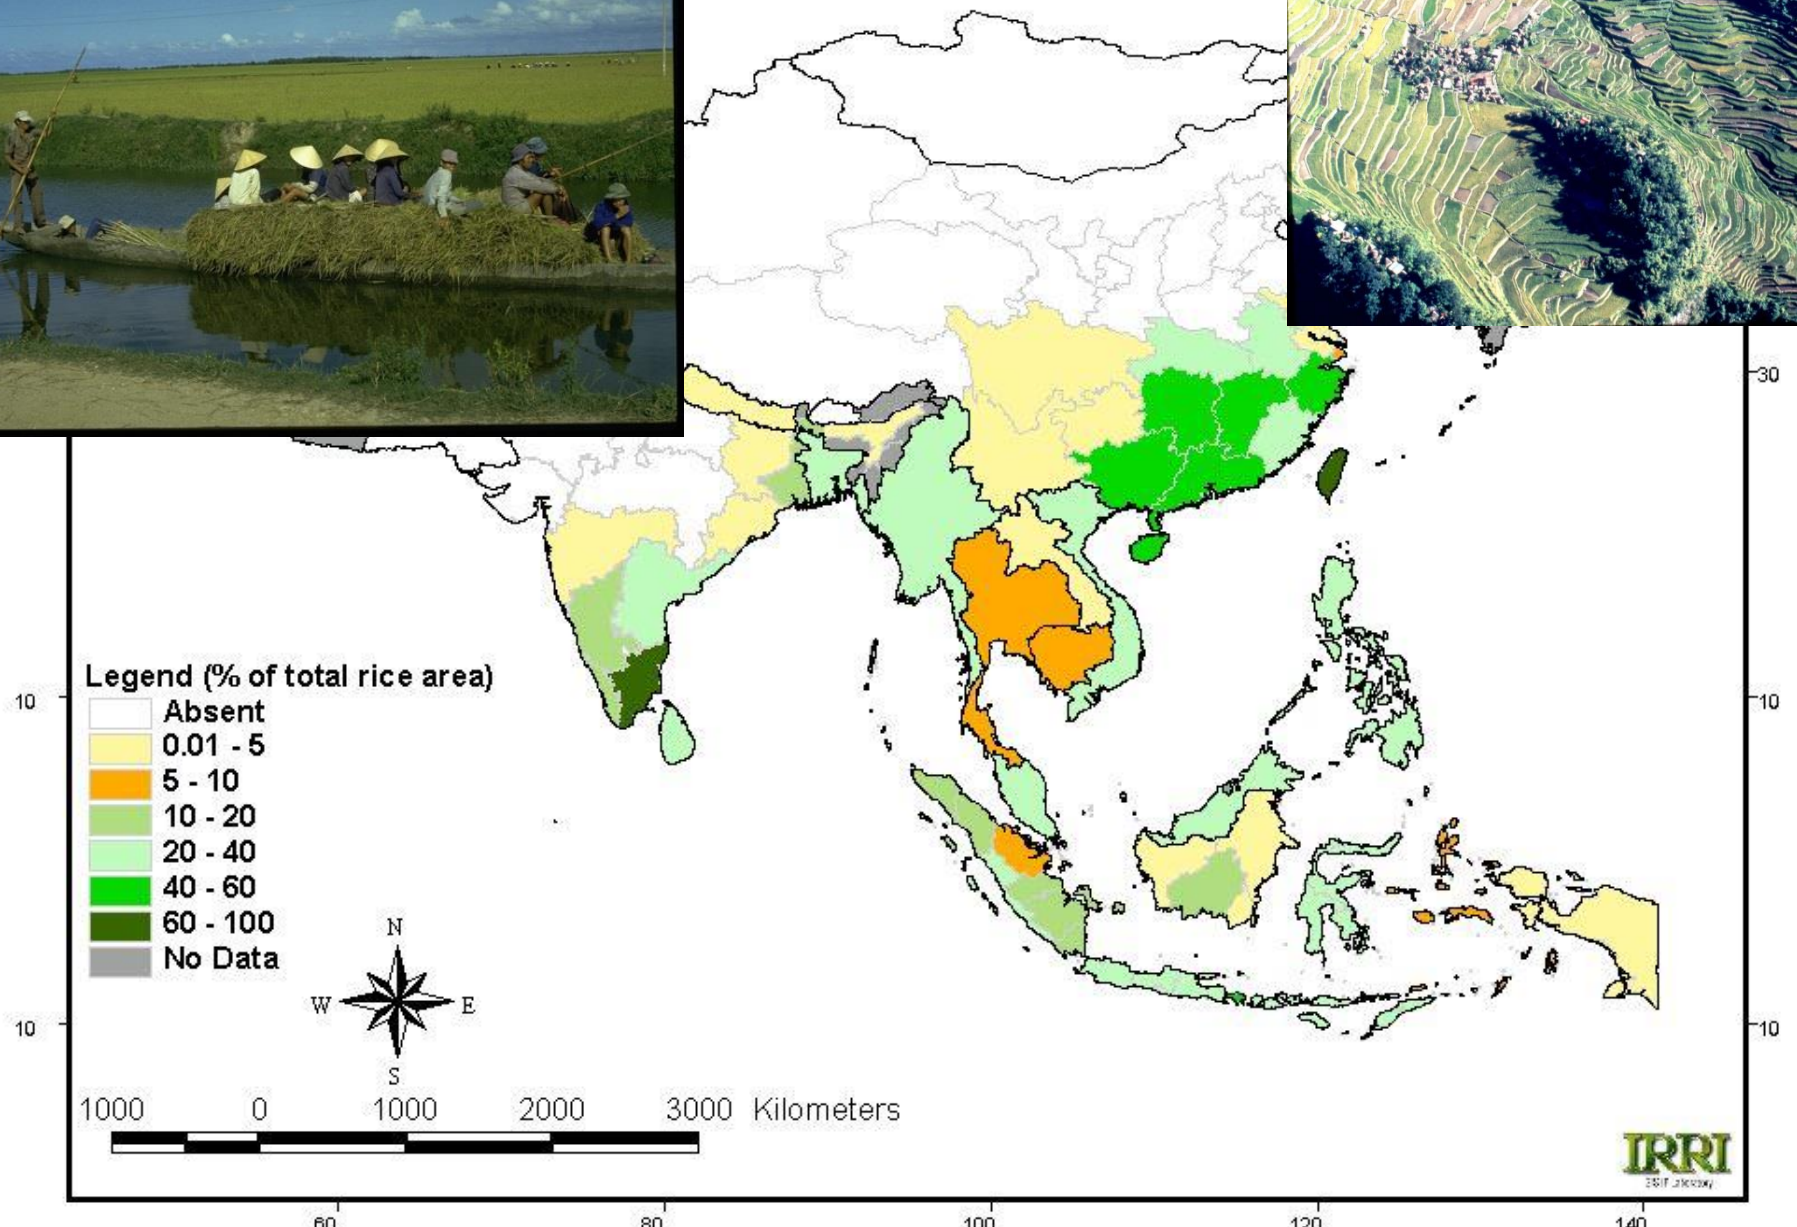 30
Legend (% of total rice area)
Absent
0.01 - 5
5 - 10
10 - 20
20 - 40
40 - 60
60 - 100
No Data
10
10
N
W
E
S
10
10
1000 0 1000 2000 3000 Kilometers
IRRI
60 80 100 120 140